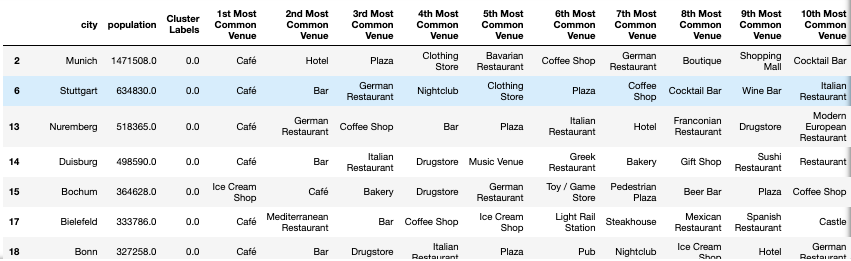 city population Cluster Labels 1st Most Common Venue 2nd Most Common Venue 3rd Most Common Venue 4th Most Common Venue 5th Most Common Venue 6th Most Common Venue 7th Most Common Venue 8th Most Common Venue 9th Most Common Venue 10th Most Common Venue
2 Munich 1471508.0 0.0 Café Hotel Plaza Clothing Store Bavarian Restaurant Coffee Shop German Restaurant Boutique Shopping Mall Cocktail Bar
6 Stuttgart 634830.0 0.0 Café Bar German Restaurant Nightclub Clothing Store Plaza Coffee Shop Cocktail Bar Wine Bar Italian Restaurant
13 Nuremberg 518365.0 0.0 Café German Restaurant Coffee Shop Bar Plaza Italian Restaurant Hotel Franconian Restaurant Drugstore Modern European Restaurant
14 Duisburg 498590.0 0.0 Café Bar Italian Restaurant Drugstore Music Venue Greek Restaurant Bakery Gift Shop Sushi Restaurant Restaurant
15 Bochum 364628.0 0.0 Ice Cream Shop Café Bakery Drugstore German Restaurant Toy / Game Store Pedestrian Plaza Beer Bar Plaza Coffee Shop
17 Bielefeld 333786.0 0.0 Café Mediterranean Restaurant Bar Coffee Shop Ice Cream Shop Light Rail Station Steakhouse Mexican Restaurant Spanish Restaurant Castle
18 Bonn 327258.0 0.0 Café Bar Drugstore Italian Restaurant Plaza Pub Nightclub Ice Cream Shop Hotel German Restaurant